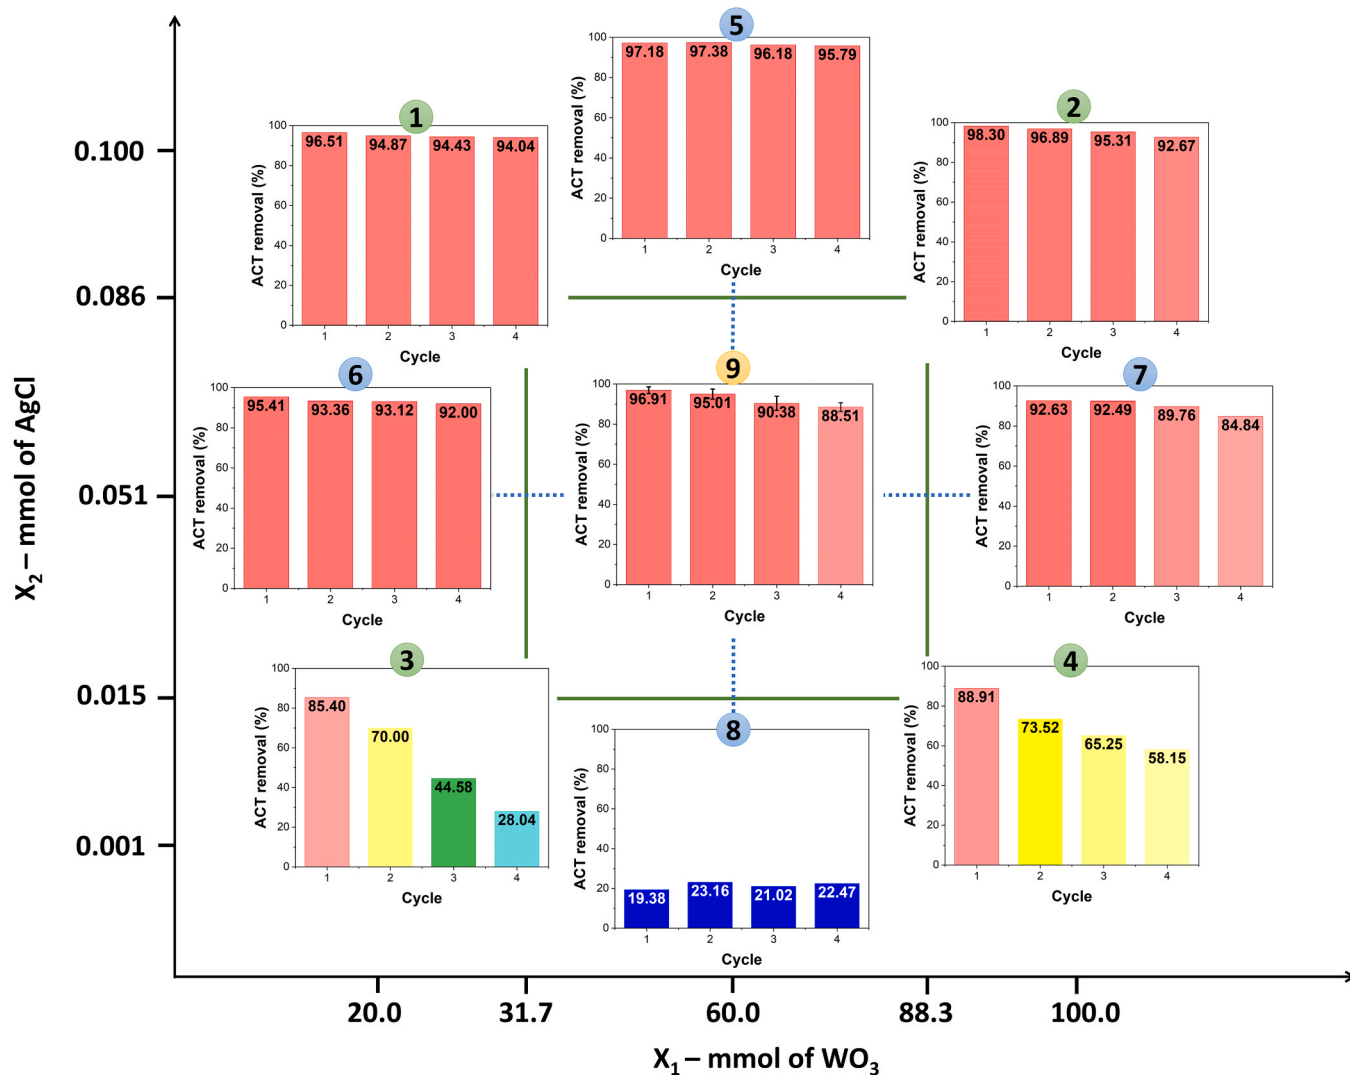 5
100
80
60
40
20
0
97.18 97.38 96.18 95.79
ACT removal (%)
1 2 3 4
Cycle
1
100
80
60
40
20
0
96.51 94.87 94.43 94.04
ACT removal (%)
1 2 3 4
Cycle
2
100
80
60
40
20
0
98.30 96.89 95.31 92.67
ACT removal (%)
1 2 3 4
Cycle
6
100
80
60
40
20
0
95.41 93.36 93.12 92.00
ACT removal (%)
1 2 3 4
Cycle
9
100
80
60
40
20
0
96.91 95.01 90.38 88.51
ACT removal (%)
1 2 3 4
Cycle
7
100
80
60
40
20
0
92.63 92.49 89.76 84.84
ACT removal (%)
1 2 3 4
Cycle
3
100
80
60
40
20
0
85.40
70.00
44.58
28.04
ACT removal (%)
1 2 3 4
Cycle
8
100
80
60
40
20
0
19.38 23.16 21.02 22.47
ACT removal (%)
1 2 3 4
Cycle
4
100
80
60
40
20
0
88.91
73.52
65.25
58.15
ACT removal (%)
1 2 3 4
Cycle
0.100
0.086
0.051
0.015
0.001
X₂ – mmol of AgCl
20.0 31.7 60.0 88.3 100.0
X₁ – mmol of WO₃